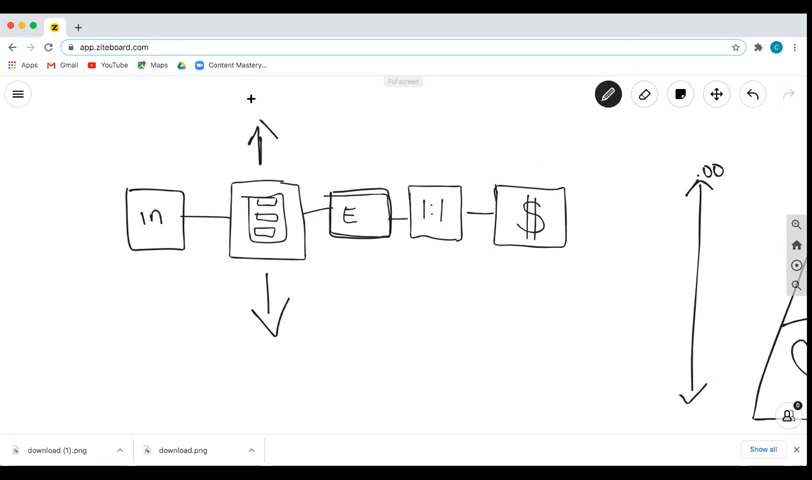 app.ziteboard.com
Apps
Gmail
YouTube
Maps
Content Mastery...
Fullscreen
.00
in
E
1:1
$
0
download (1).png
download.png
Show all